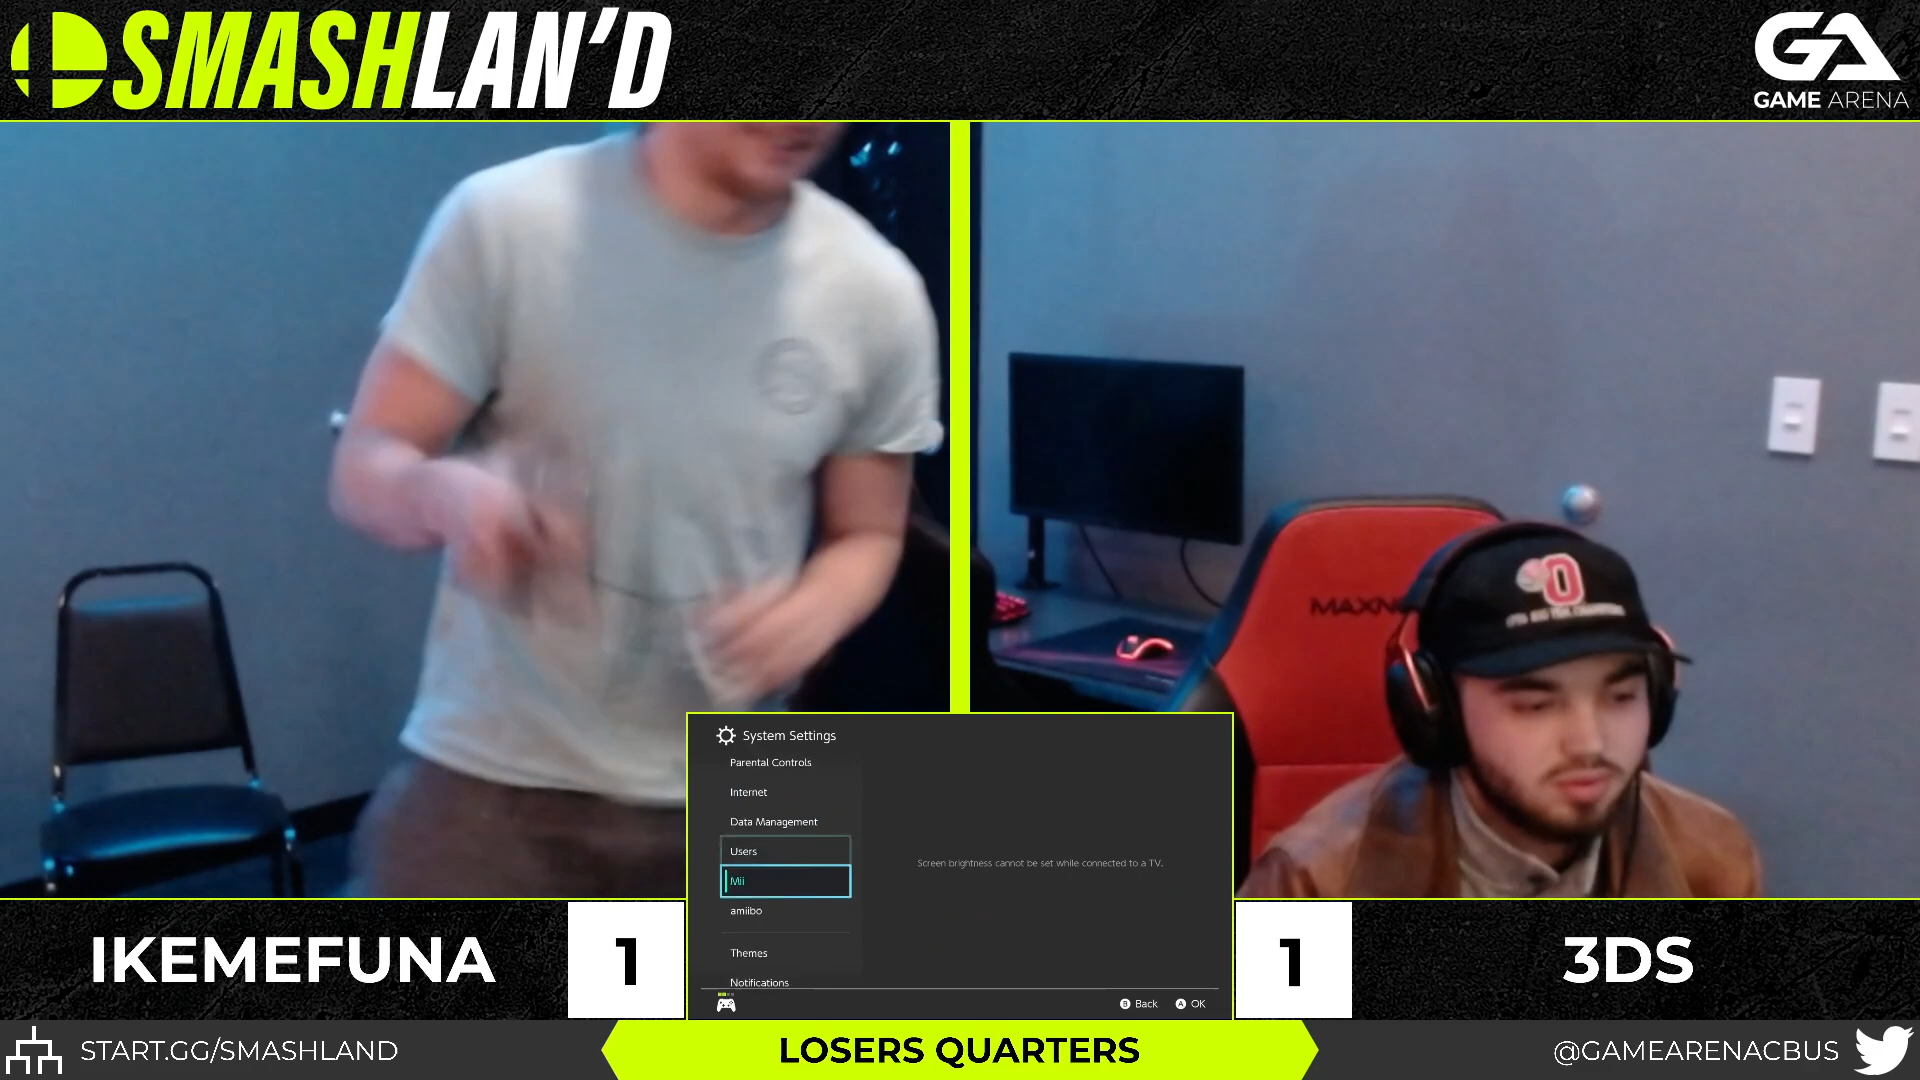 SMASHLAN'D
GA
GAME ARENA
O
System Settings
Parental Controls
Internet
Data Management
Users
Mii
amiibo
Themes
Notifications
Screen brightness cannot be set while connected to a TV.
B Back A OK
IKEMEFUNA 1
1 3DS
START.GG/SMASHLAND
LOSERS QUARTERS
@GAMEARENACBUS